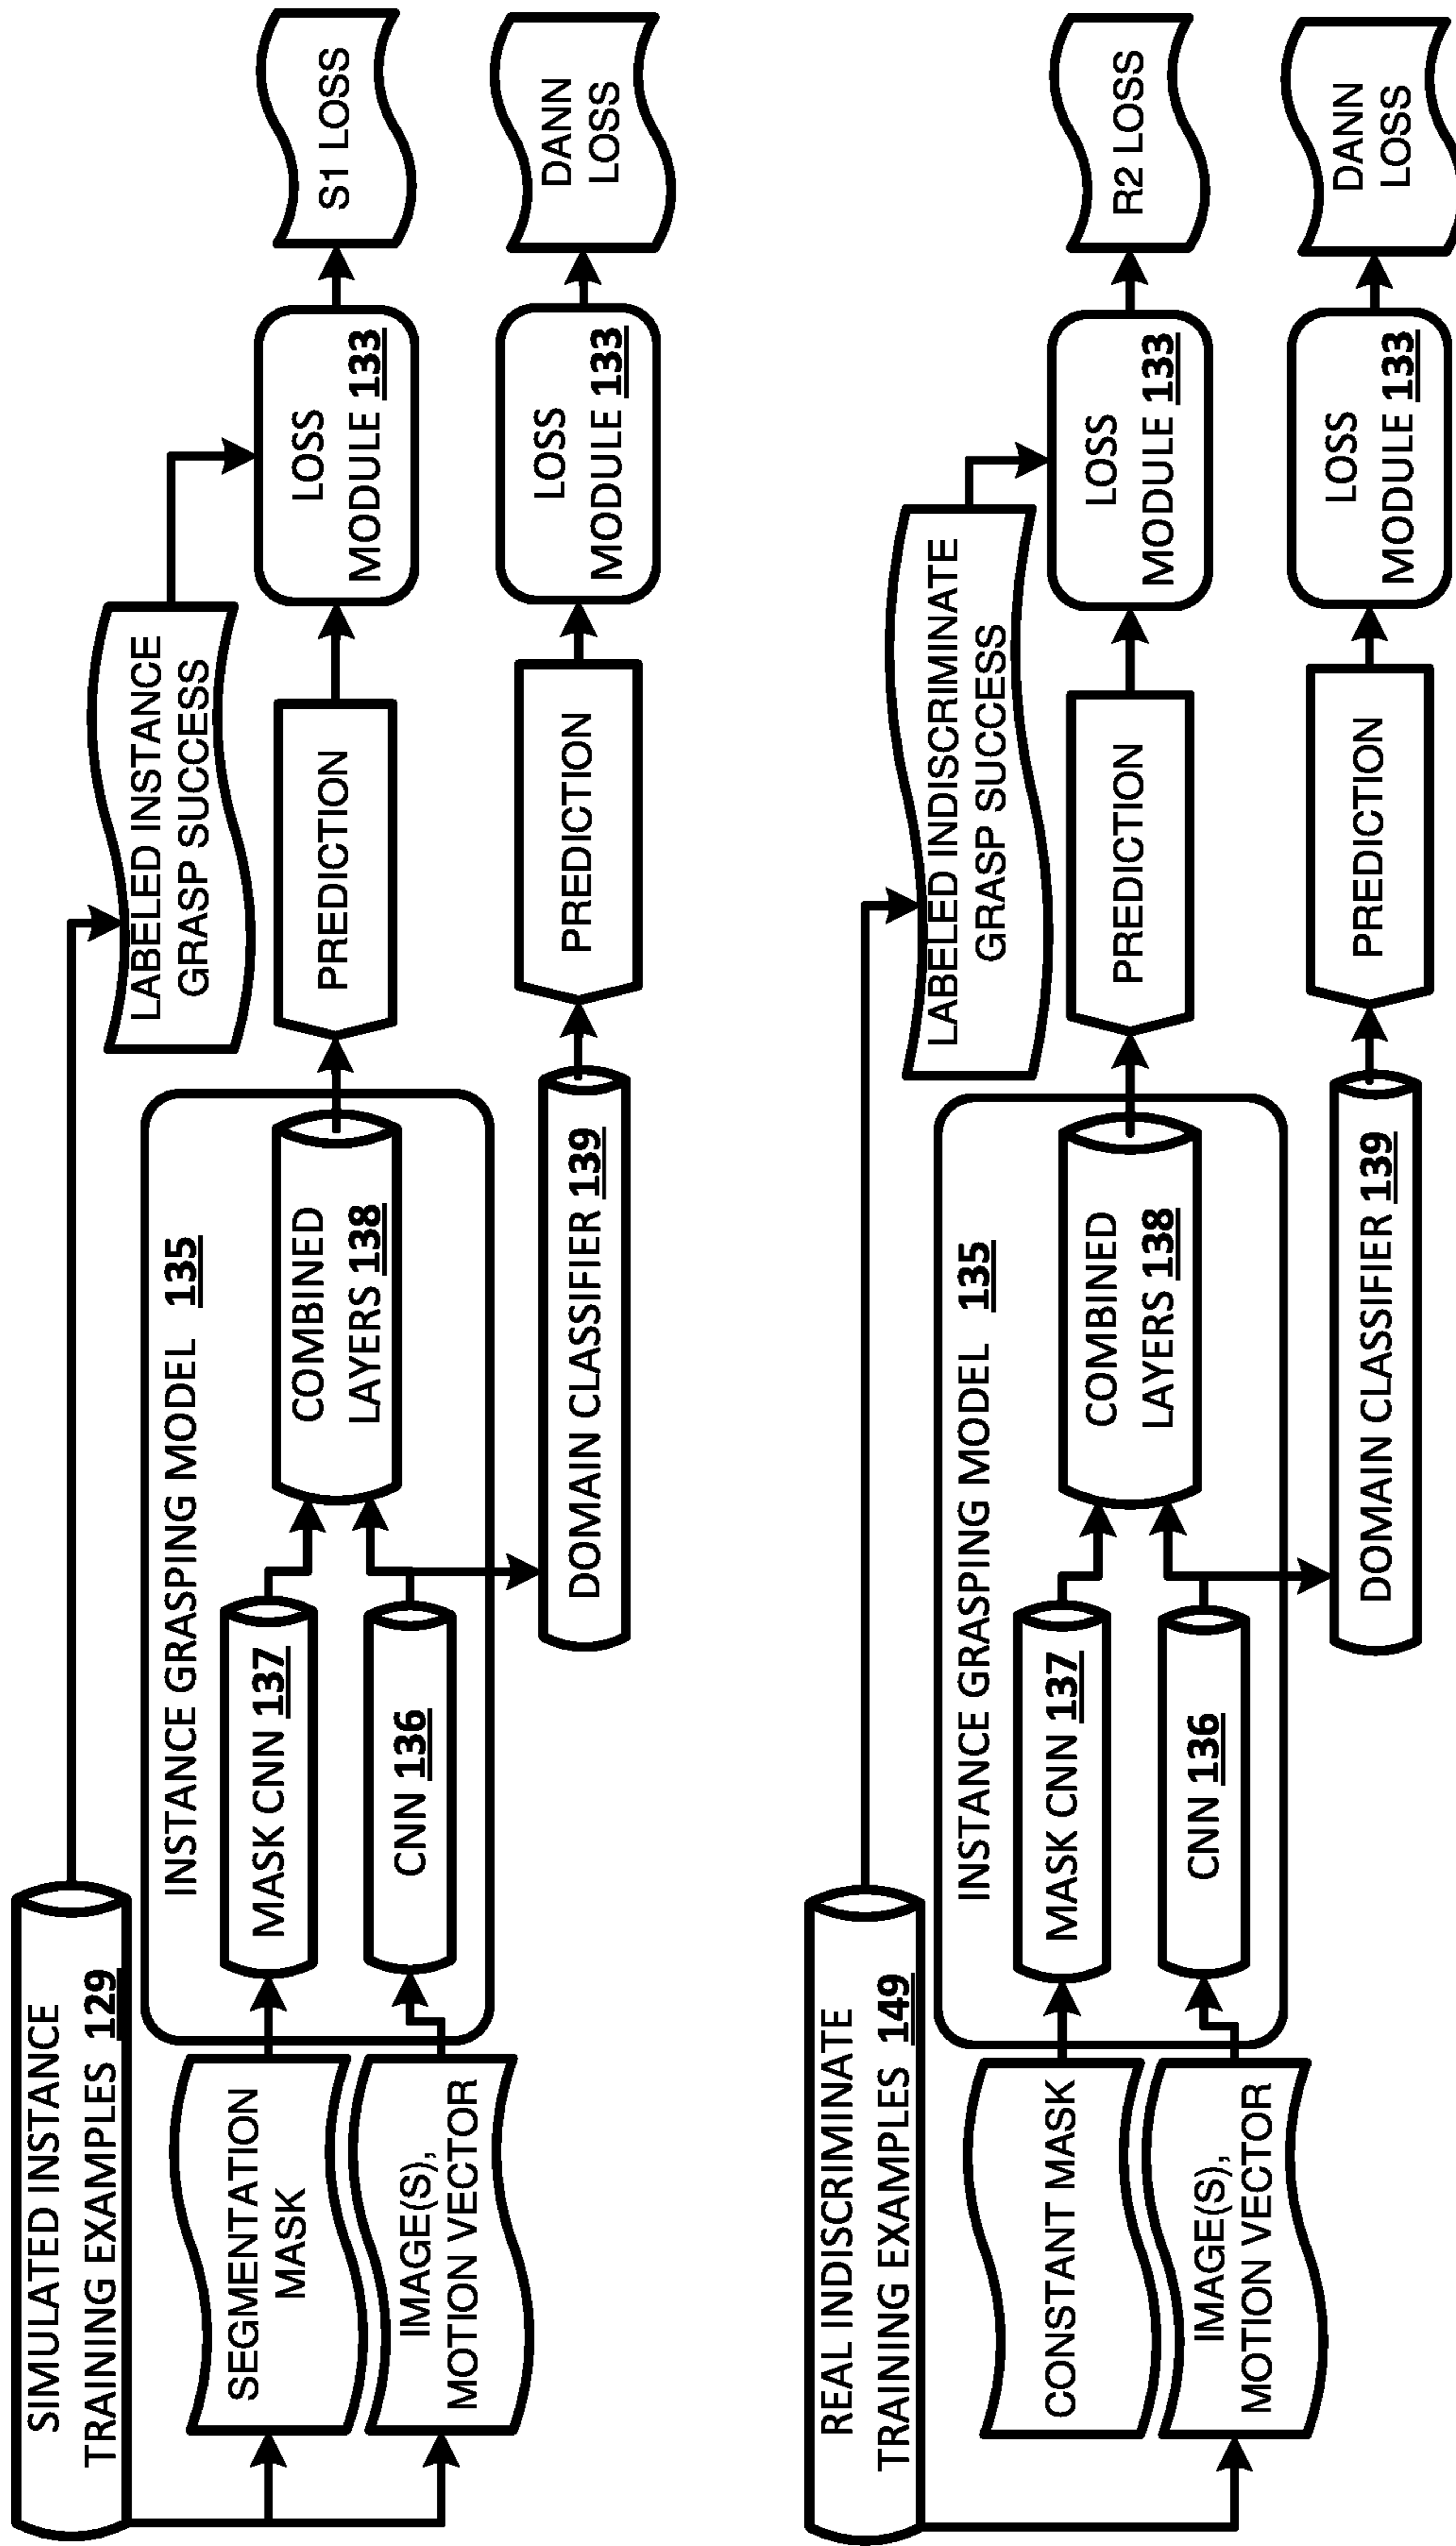 SIMULATED INSTANCE
TRAINING EXAMPLES 129
SEGMENTATION
MASK
IMAGE(S),
MOTION VECTOR
INSTANCE GRASPING MODEL 135
MASK CNN 137
CNN 136
COMBINED
LAYERS 138
DOMAIN CLASSIFIER 139
LABELED INSTANCE
GRASP SUCCESS
PREDICTION
PREDICTION
LOSS
MODULE 133
LOSS
MODULE 133
S1 LOSS
DANN
LOSS
REAL INDISCRIMINATE
TRAINING EXAMPLES 149
CONSTANT MASK
IMAGE(S),
MOTION VECTOR
INSTANCE GRASPING MODEL 135
MASK CNN 137
CNN 136
COMBINED
LAYERS 138
DOMAIN CLASSIFIER 139
LABELED INDISCRIMINATE
GRASP SUCCESS
PREDICTION
PREDICTION
LOSS
MODULE 133
LOSS
MODULE 133
R2 LOSS
DANN
LOSS